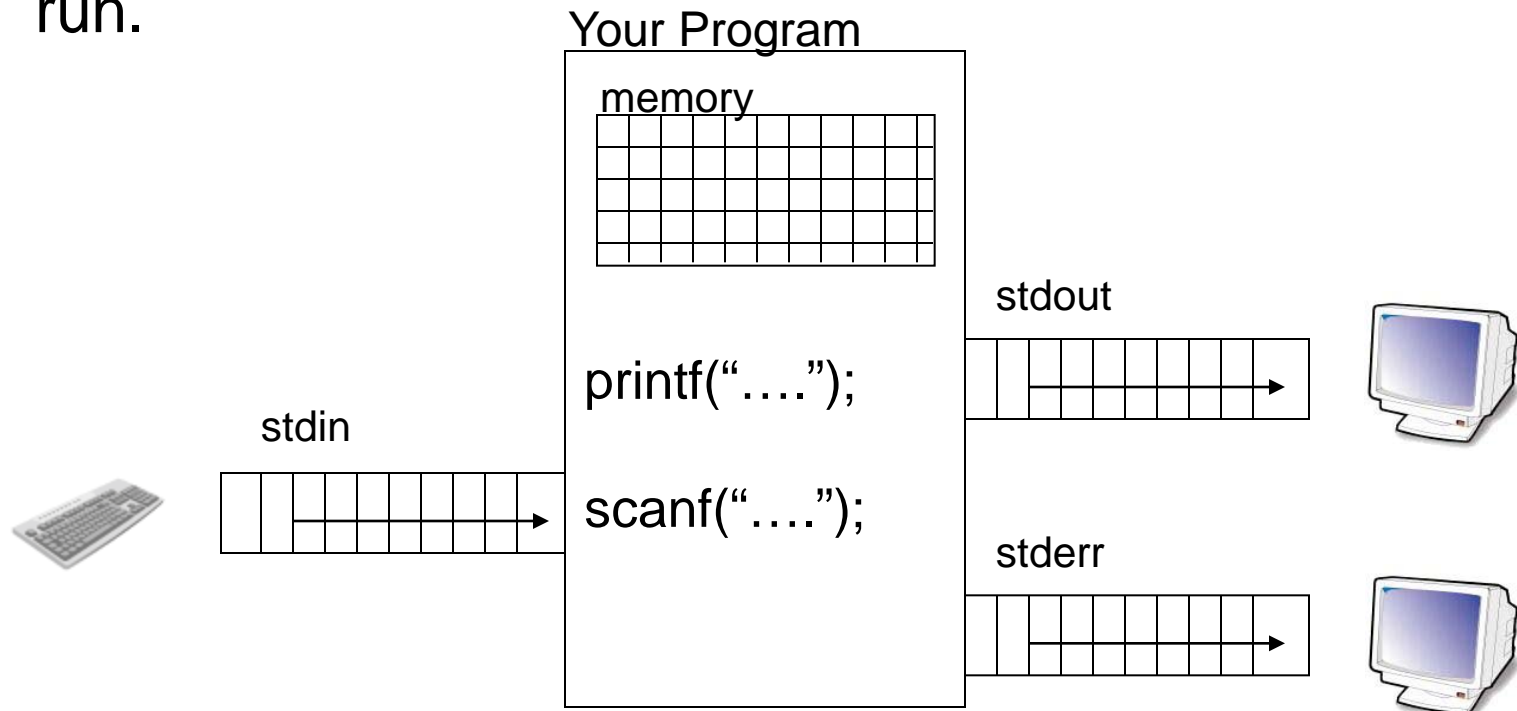 run.
Your Program
memory
stdout
printf(“….”);
stdin
scanf(“….”);
stderr